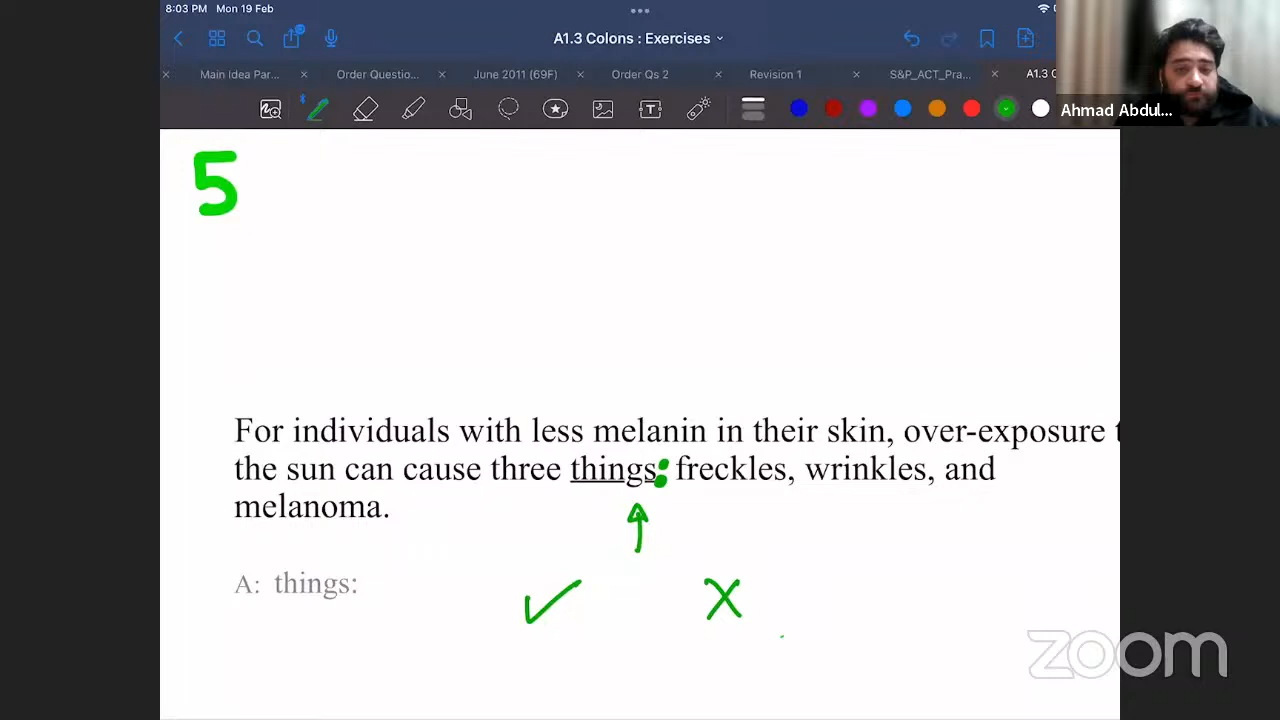 8:03 PM Mon 19 Feb
A1.3 Colons : Exercises
Main Idea Par...
Order Questio...
June 2011 (69F)
Order Qs 2
Revision 1
S&P_ACT_Pra...
A1.3 C
Ahmad Abdul...
5
For individuals with less melanin in their skin, over-exposure t
the sun can cause three things: freckles, wrinkles, and
melanoma.
A: things:
zoom